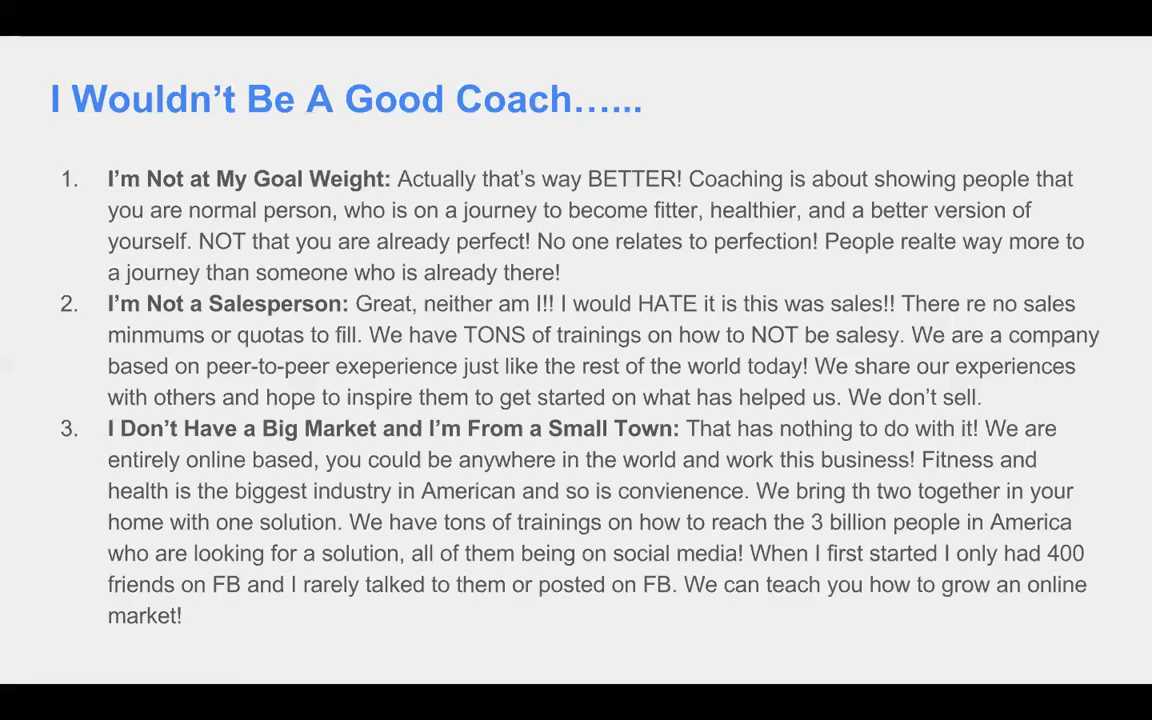 I Wouldn't Be A Good Coach…...
1. I'm Not at My Goal Weight: Actually that's way BETTER! Coaching is about showing people that
you are normal person, who is on a journey to become fitter, healthier, and a better version of
yourself. NOT that you are already perfect! No one relates to perfection! People realte way more to
a journey than someone who is already there!
2. I'm Not a Salesperson: Great, neither am I!! I would HATE it is this was sales!! There re no sales
minmums or quotas to fill. We have TONS of trainings on how to NOT be salesy. We are a company
based on peer-to-peer exeperience just like the rest of the world today! We share our experiences
with others and hope to inspire them to get started on what has helped us. We don't sell.
3. I Don't Have a Big Market and I'm From a Small Town: That has nothing to do with it! We are
entirely online based, you could be anywhere in the world and work this business! Fitness and
health is the biggest industry in American and so is convienence. We bring th two together in your
home with one solution. We have tons of trainings on how to reach the 3 billion people in America
who are looking for a solution, all of them being on social media! When I first started I only had 400
friends on FB and I rarely talked to them or posted on FB. We can teach you how to grow an online
market!